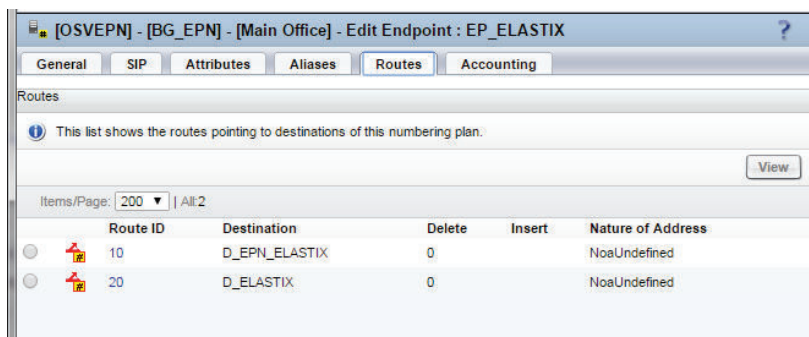 [OSVEPN] - [BG_EPN] - [Main Office] - Edit Endpoint : EP_ELASTIX ?
General SIP Attributes Aliases Routes Accounting
Routes
This list shows the routes pointing to destinations of this numbering plan.
View
Items/Page: 200 | All:2
Route ID Destination Delete Insert Nature of Address
10 D_EPN_ELASTIX 0 NoaUndefined
20 D_ELASTIX 0 NoaUndefined